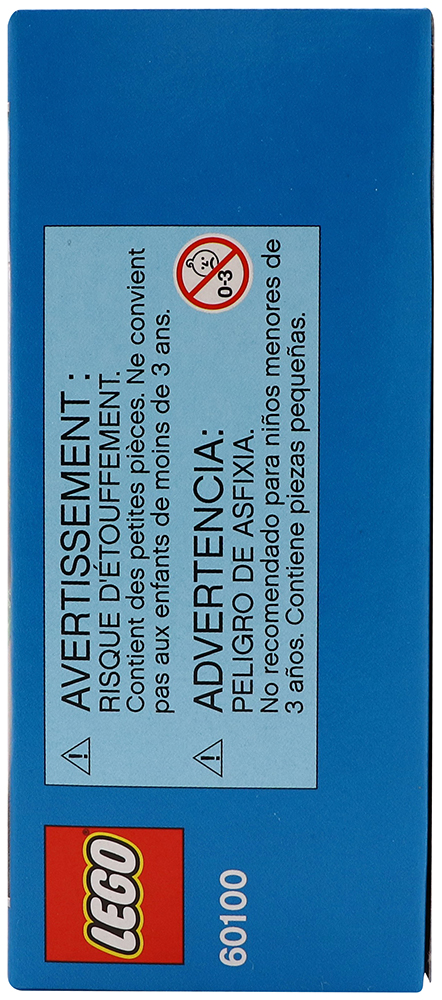 LEGO®
60100
AVERTISSEMENT :
RISQUE D'ÉTOUFFEMENT.
Contient des petites pièces. Ne convient
pas aux enfants de moins de 3 ans.
ADVERTENCIA:
PELIGRO DE ASFIXIA.
No recomendado para niños menores de
3 años. Contiene piezas pequeñas.
0-3